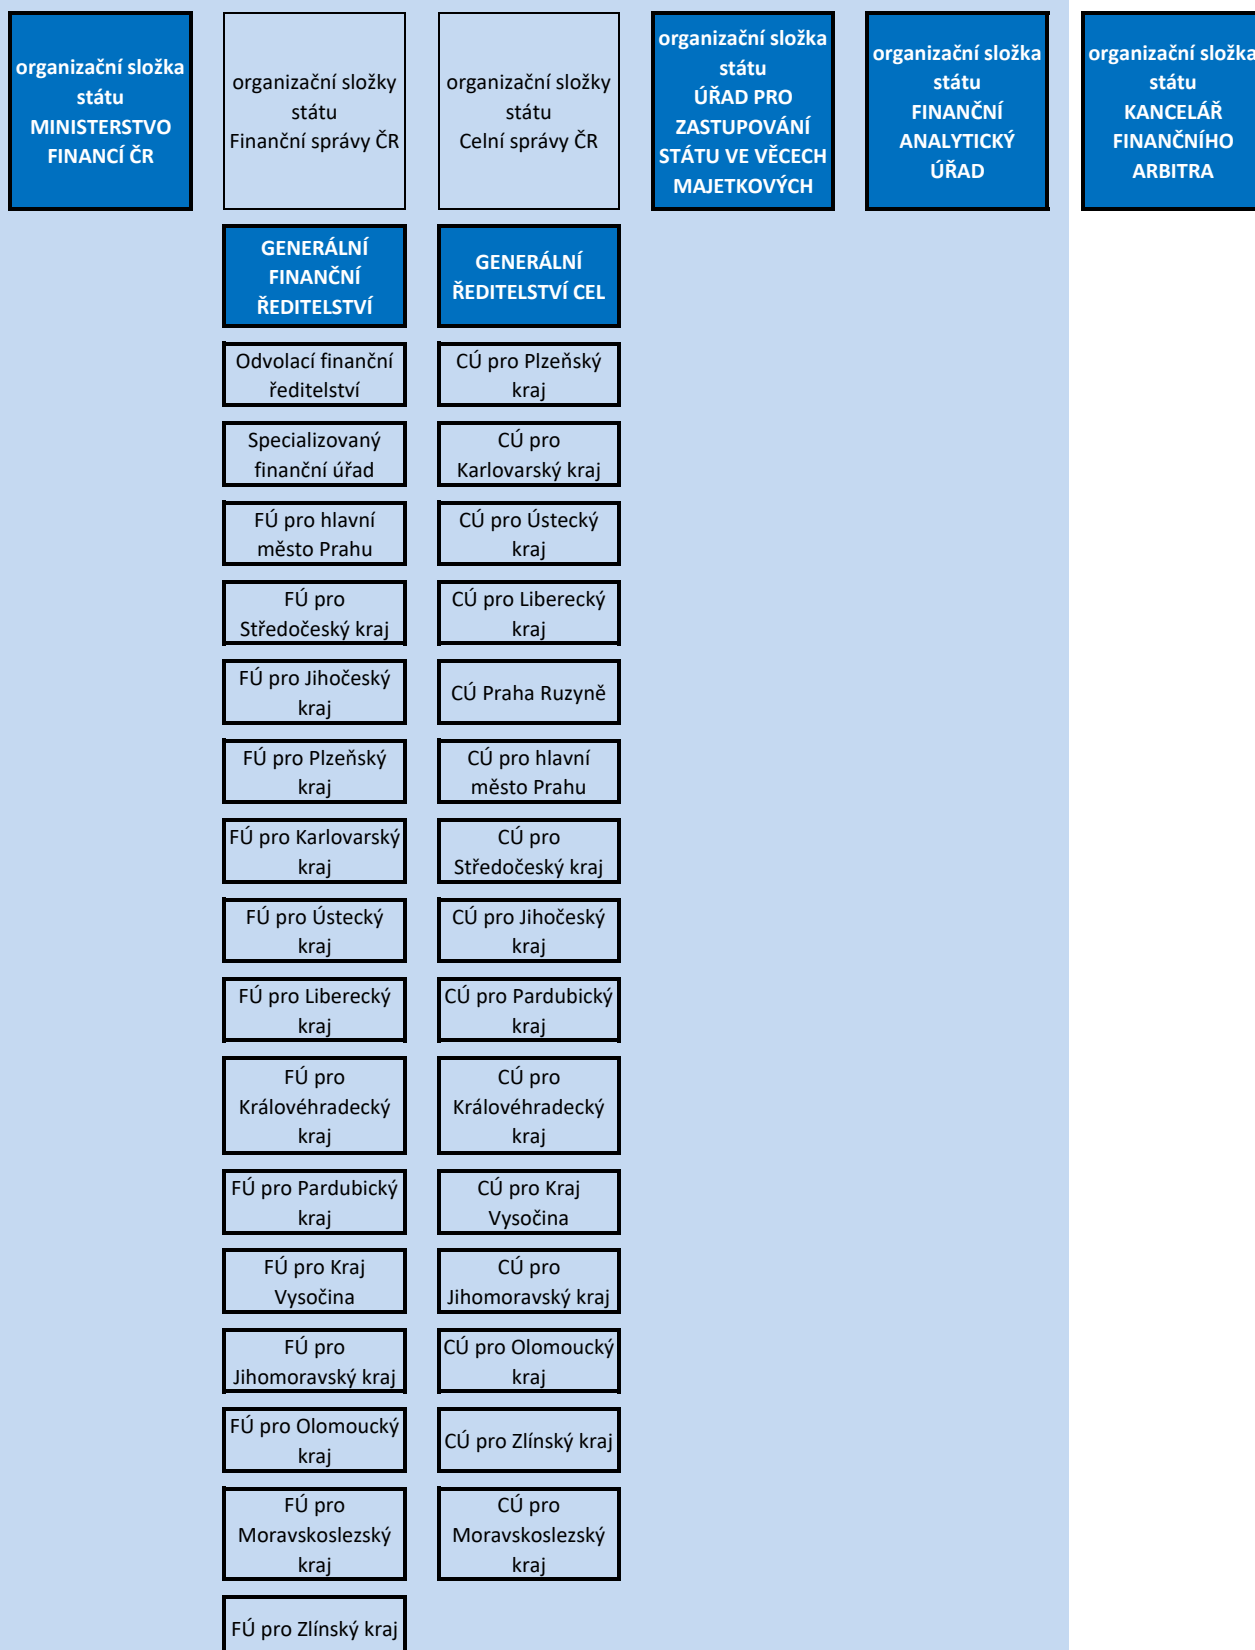 organizační složka
státu
MINISTERSTVO
FINANCÍ ČR
organizační složky
státu
Finanční správy ČR
organizační složky
státu
Celní správy ČR
organizační složka
státu
ÚŘAD PRO
ZASTUPOVÁNÍ
STÁTU VE VĚCECH
MAJETKOVÝCH
organizační složka
státu
FINANČNÍ
ANALYTICKÝ
ÚŘAD
organizační složka
státu
KANCELÁŘ
FINANČNÍHO
ARBITRA
GENERÁLNÍ
FINANČNÍ
ŘEDITELSTVÍ
GENERÁLNÍ
ŘEDITELSTVÍ CEL
Odvolací finanční
ředitelství
CÚ pro Plzeňský
kraj
Specializovaný
finanční úřad
CÚ pro
Karlovarský kraj
FÚ pro hlavní
město Prahu
CÚ pro Ústecký
kraj
FÚ pro
Středočeský kraj
CÚ pro Liberecký
kraj
FÚ pro Jihočeský
kraj
CÚ Praha Ruzyně
FÚ pro Plzeňský
kraj
CÚ pro hlavní
město Prahu
FÚ pro Karlovarský
kraj
CÚ pro
Středočeský kraj
FÚ pro Ústecký
kraj
CÚ pro Jihočeský
kraj
FÚ pro Liberecký
kraj
CÚ pro Pardubický
kraj
FÚ pro
Královéhradecký
kraj
CÚ pro
Královéhradecký
kraj
FÚ pro Pardubický
kraj
CÚ pro Kraj
Vysočina
FÚ pro Kraj
Vysočina
CÚ pro
Jihomoravský kraj
FÚ pro
Jihomoravský kraj
CÚ pro Olomoucký
kraj
FÚ pro Olomoucký
kraj
CÚ pro Zlínský kraj
FÚ pro
Moravskoslezský
kraj
CÚ pro
Moravskoslezský
kraj
FÚ pro Zlínský kraj